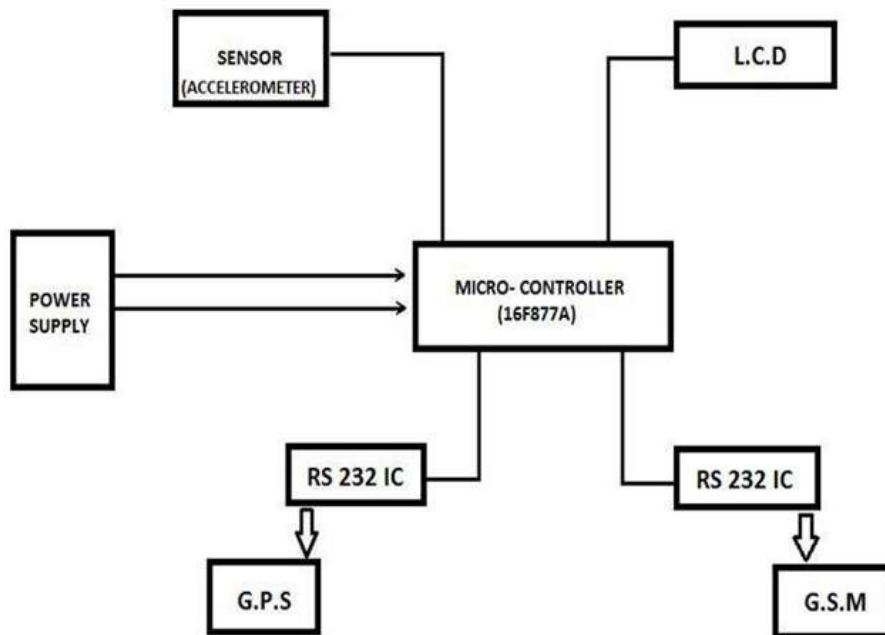 SENSOR
(ACCELEROMETER)
L.C.D
POWER
SUPPLY
MICRO- CONTROLLER
(16F877A)
RS 232 IC
RS 232 IC
G.P.S
G.S.M